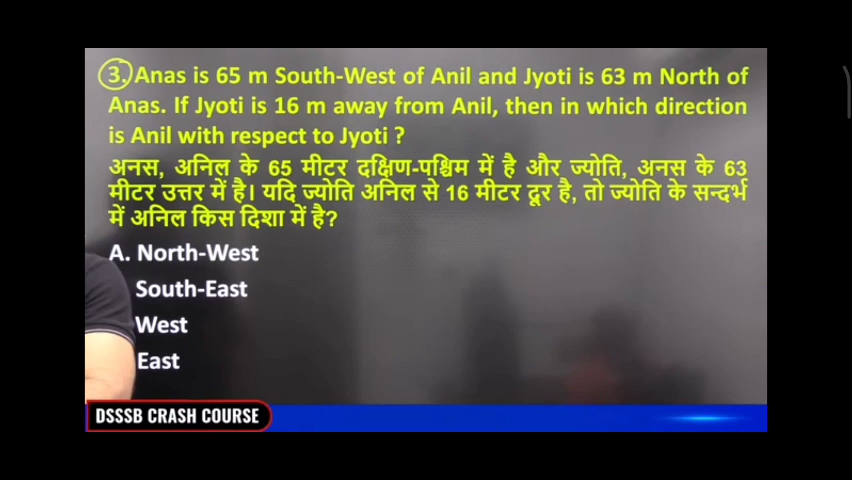 3. Anas is 65 m South-West of Anil and Jyoti is 63 m North of
Anas. If Jyoti is 16 m away from Anil, then in which direction
is Anil with respect to Jyoti ?
अनस, अनिल के 65 मीटर दक्षिण-पश्चिम में है और ज्योति, अनस के 63
मीटर उत्तर में है। यदि ज्योति अनिल से 16 मीटर दूर है, तो ज्योति के सन्दर्भ
में अनिल किस दिशा में है?
A. North-West
South-East
West
East
DSSSB CRASH COURSE